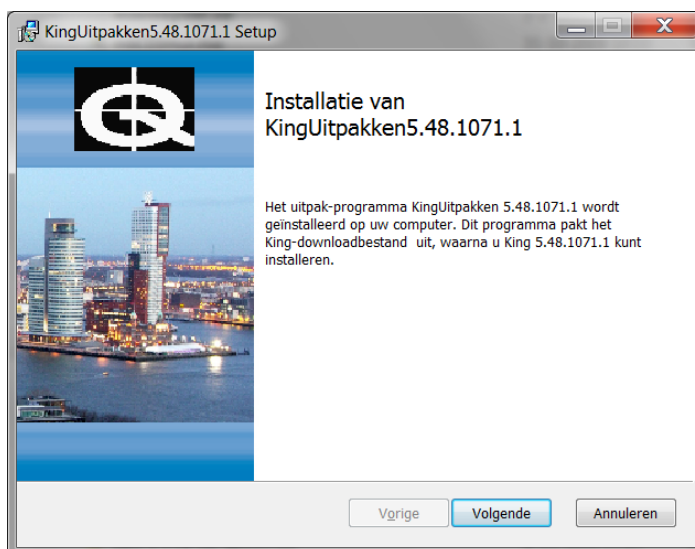 KingUitpakken5.48.1071.1 Setup
Installatie van
KingUitpakken5.48.1071.1
Het uitpak-programma KingUitpakken 5.48.1071.1 wordt
geïnstalleerd op uw computer. Dit programma pakt het
King-downloadbestand  uit, waarna u King 5.48.1071.1 kunt
installeren.
Vorige
Volgende
Annuleren